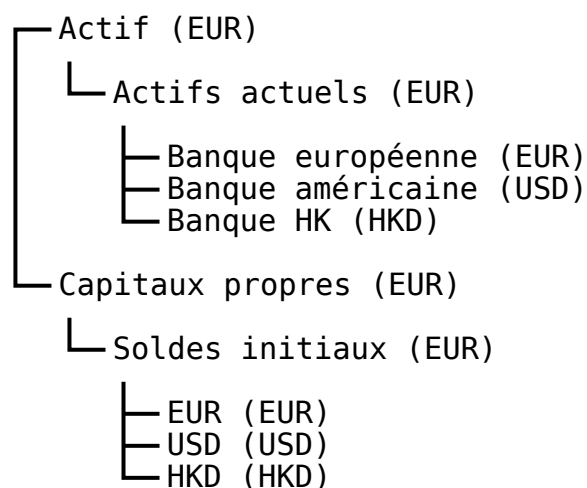 Actif (EUR)
Actifs actuels (EUR)
Banque européenne (EUR)
Banque américaine (USD)
Banque HK (HKD)
Capitaux propres (EUR)
Soldes initiaux (EUR)
EUR (EUR)
USD (USD)
HKD (HKD)